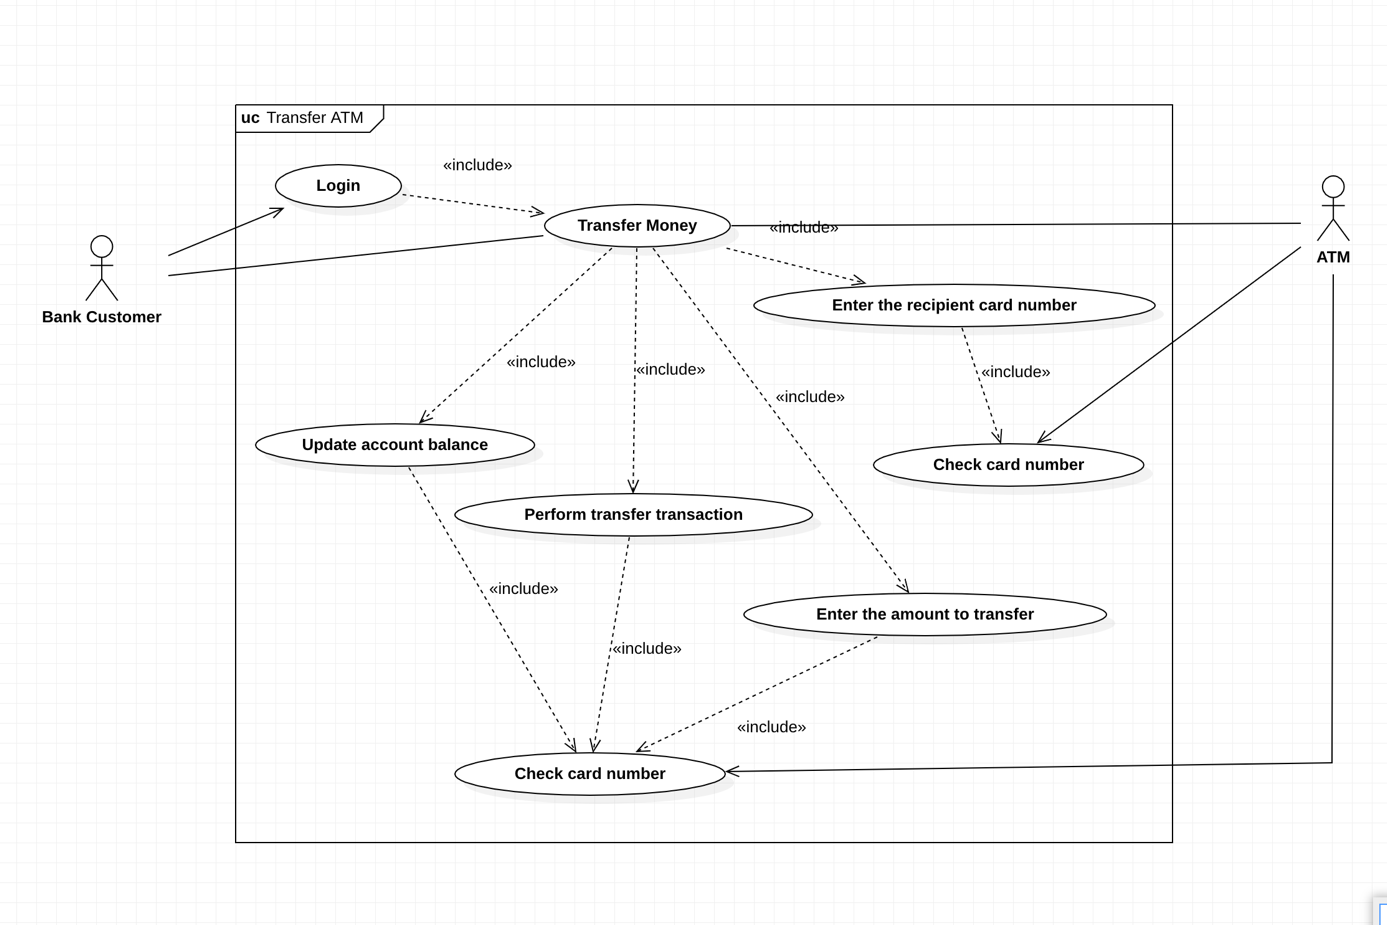 uc Transfer ATM
«include»
Login
Transfer Money
«include»
ATM
Bank Customer
Enter the recipient card number
«include»
«include»
«include»
«include»
Update account balance
Check card number
Perform transfer transaction
«include»
Enter the amount to transfer
«include»
«include»
Check card number